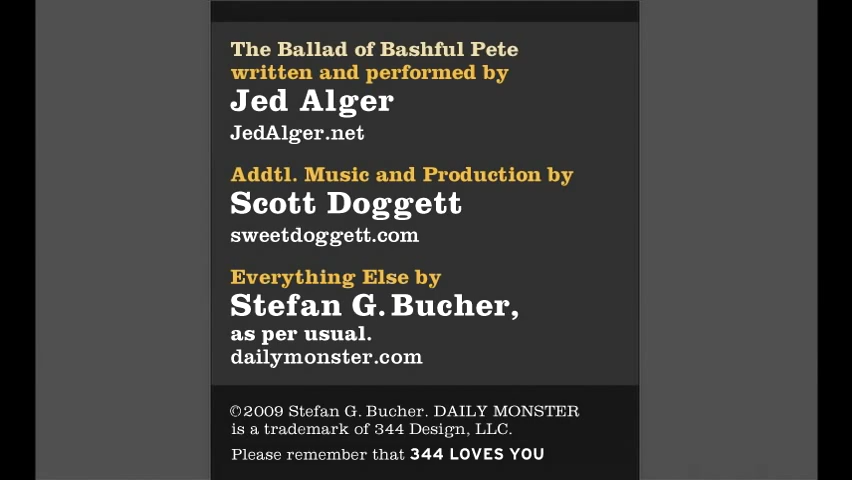 The Ballad of Bashful Pete
written and performed by
Jed Alger
JedAlger.net
Addtl. Music and Production by
Scott Doggett
sweetdoggett.com
Everything Else by
Stefan G. Bucher,
as per usual.
dailymonster.com
©2009 Stefan G. Bucher. DAILY MONSTER
is a trademark of 344 Design, LLC.
Please remember that 344 LOVES YOU